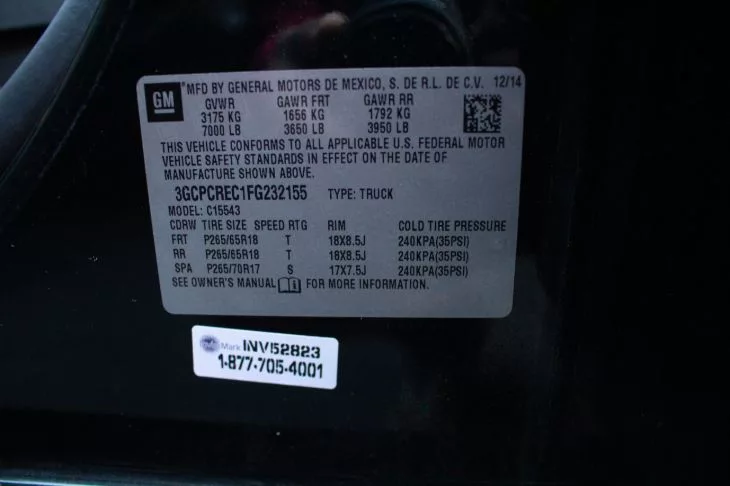 GM
MFD BY GENERAL MOTORS DE MEXICO, S. DE R.L. DE C.V. 12/14
GVWR GAWR FRT GAWR RR
3175 KG 1656 KG 1792 KG
7000 LB 3650 LB 3950 LB
THIS VEHICLE CONFORMS TO ALL APPLICABLE U.S. FEDERAL MOTOR
VEHICLE SAFETY STANDARDS IN EFFECT ON THE DATE OF
MANUFACTURE SHOWN ABOVE.
3GCPCREC1FG232155 TYPE: TRUCK
MODEL: C15543
CDRW TIRE SIZE SPEED RTG RIM COLD TIRE PRESSURE
FRT P265/65R18 T 18X8.5J 240KPA(35PSI)
RR P265/65R18 T 18X8.5J 240KPA(35PSI)
SPA P265/70R17 S 17X7.5J 240KPA(35PSI)
SEE OWNER'S MANUAL FOR MORE INFORMATION.
Mark INV52823
1-877-705-4001